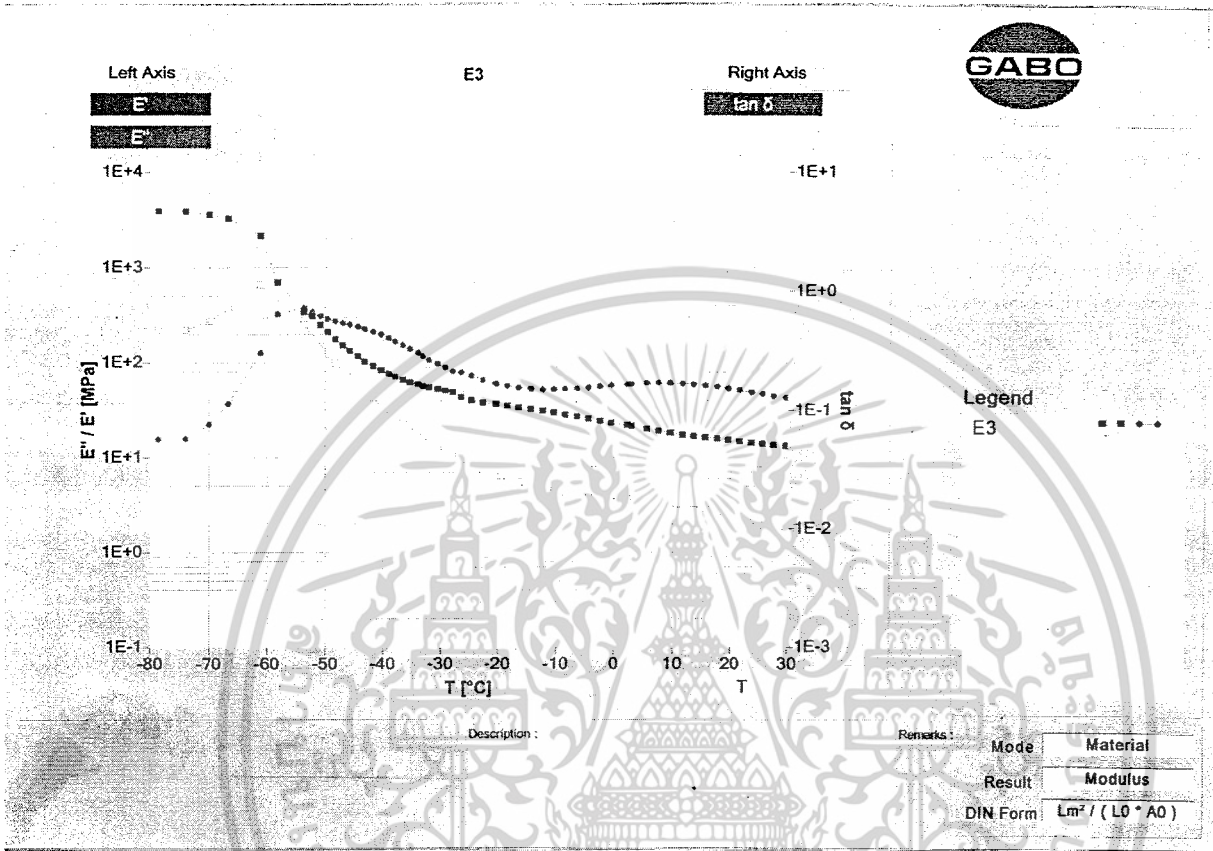 Left Axis
E3
Right Axis
GABO
E'
tan δ
E"
1E+4
1E+3
1E+2
1E+1
1E+0
1E-1
1E+1
1E+0
1E-1
1E-2
1E-3
E" / E' [MPa]
tan δ
Legend
E3
-80 -70 -60 -50 -40 -30 -20 -10 0 10 20 30
T [°C]
T
Description :
Remarks :
Mode Material
Result Modulus
DIN Form Lm² / ( L0 * A0 )